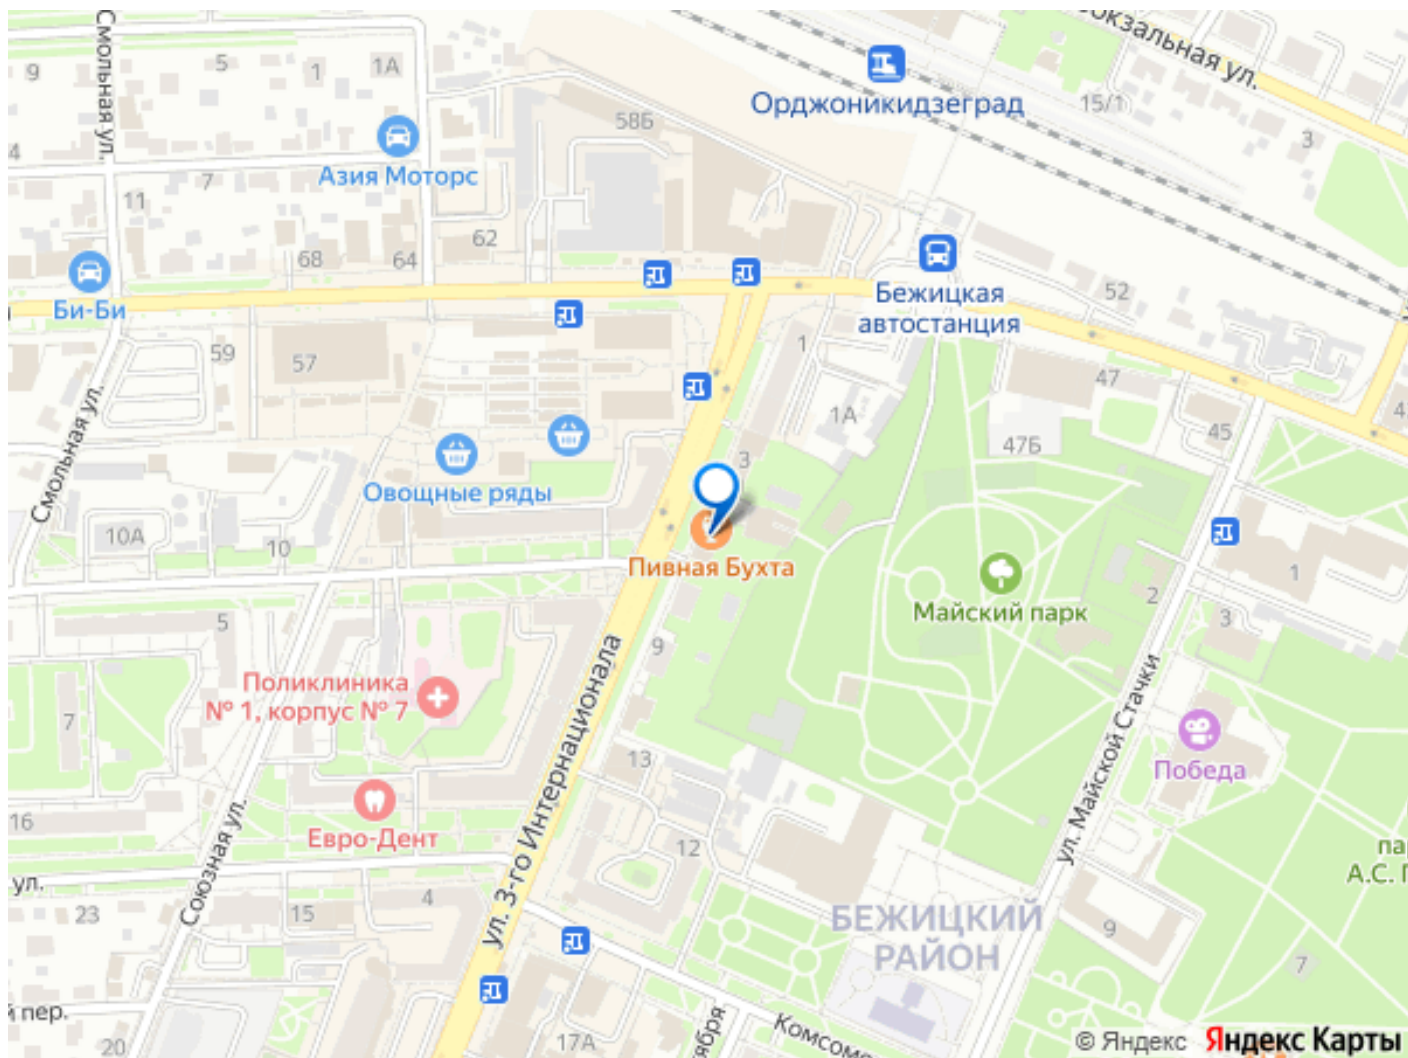 Смольная ул.
9
5
1
1А
Орджоникидзеград
окзальная ул.
15/1
3
58Б
4
Азия Моторс
7
11
62
68
64
Би-Би
Бежицкая
автостанция
52
59
57
1
1А
47
47Б
45
3
Смольная ул.
Овощные ряды
10А
10
Пивная Бухта
Майский парк
1
2
3
5
9
ул. 3-го Интернационала
Поликлиника
№ 1, корпус № 7
7
13
ул. Майской Стачки
Победа
16
Евро-Дент
Союзная ул.
12
па
А.С. П
ул.
23
15
4
БЕЖИЦКИЙ
РАЙОН
9
7
й пер.
20
17А
ября
Комсомо
© Яндекс Яндекс Карты